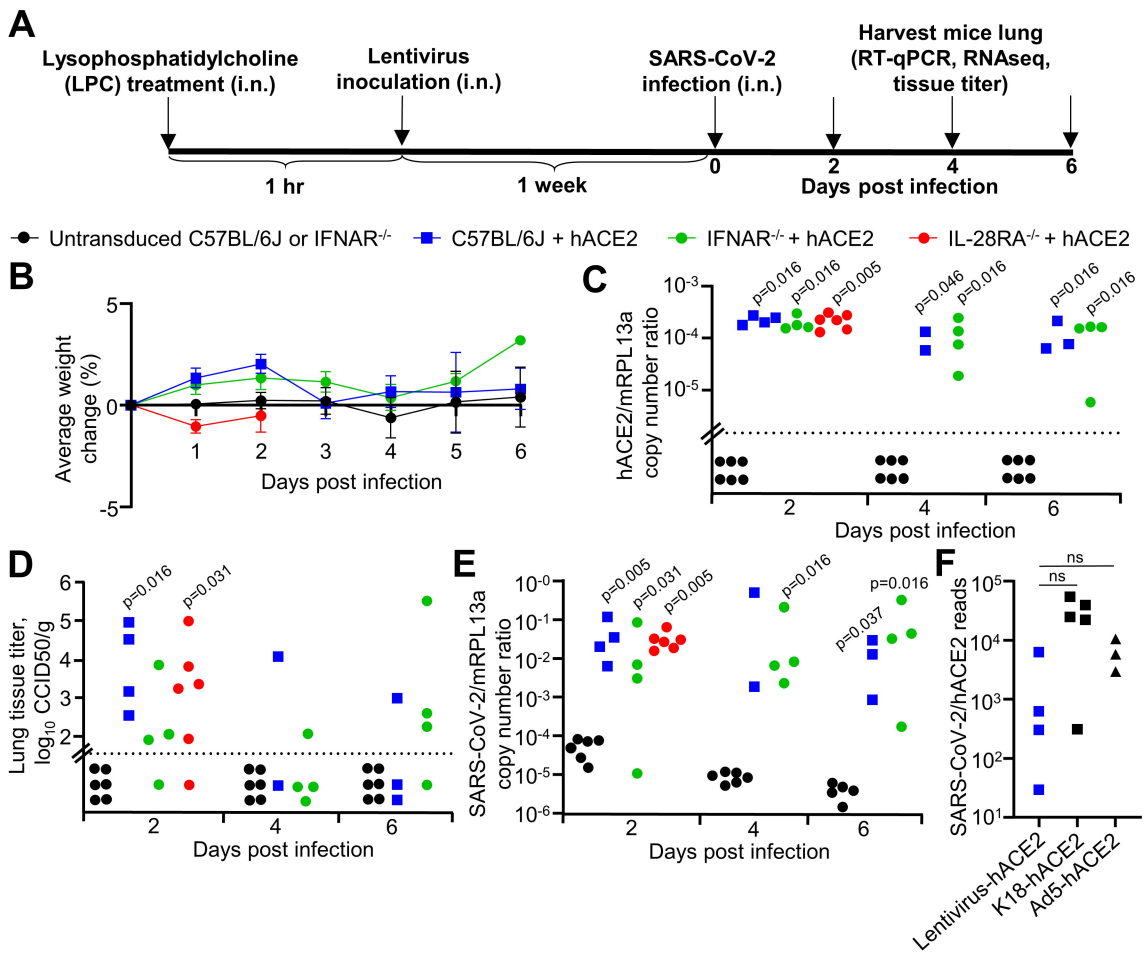 A
Lysophosphatidylcholine
(LPC) treatment (i.n.)
Lentivirus
inoculation (i.n.)
SARS-CoV-2
infection (i.n.)
Harvest mice lung
(RT-qPCR, RNAseq,
tissue titer)
1 hr
1 week
0
2
4
6
Days post infection
Untransduced C57BL/6J or IFNAR-/-
C57BL/6J + hACE2
IFNAR-/- + hACE2
IL-28RA-/- + hACE2
B
Average weight
change (%)
5
0
-5
1 2 3 4 5 6
Days post infection
C
hACE2/mRPL13a
copy number ratio
10-3
10-4
10-5
p=0.016
p=0.016
p=0.005
p=0.046
p=0.016
p=0.016
p=0.016
2 4 6
Days post infection
D
Lung tissue titer,
log10 CCID50/g
6
5
4
3
2
p=0.016
p=0.031
2 4 6
Days post infection
E
SARS-CoV-2/mRPL13a
copy number ratio
10-0
10-1
10-2
10-3
10-4
10-5
10-6
p=0.005
p=0.031
p=0.005
p=0.016
p=0.037
p=0.016
2 4 6
Days post infection
F
SARS-CoV-2/hACE2 reads
105
104
103
102
101
ns
ns
Lentivirus-hACE2
K18-hACE2
Ad5-hACE2